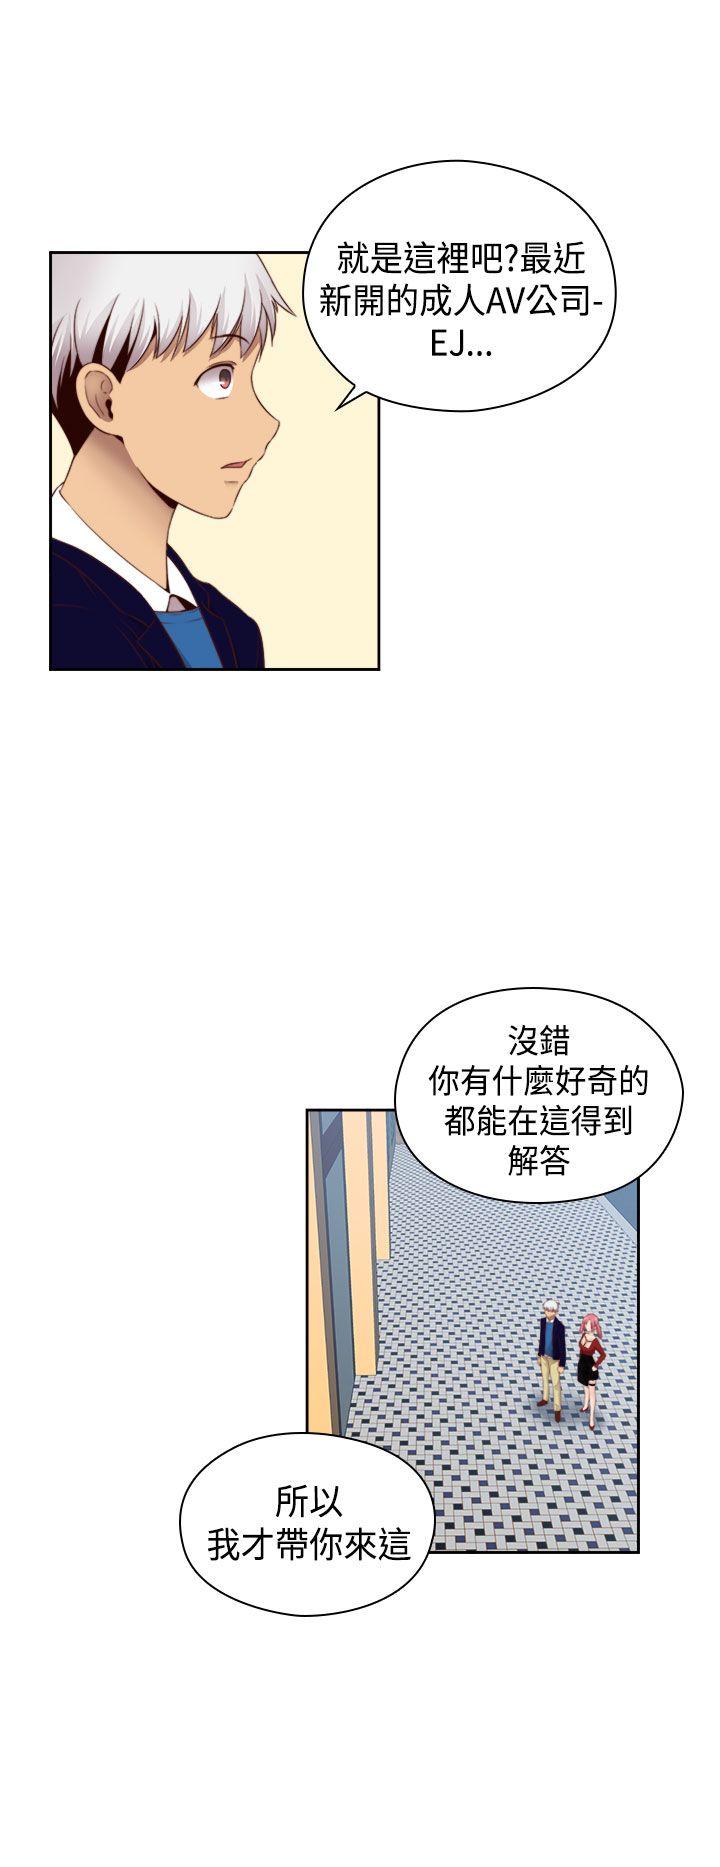 就是這裡吧?最近
新開的成人AV公司-
EJ...
沒錯
你有什麼好奇的
都能在這得到
解答
所以
我才帶你來這